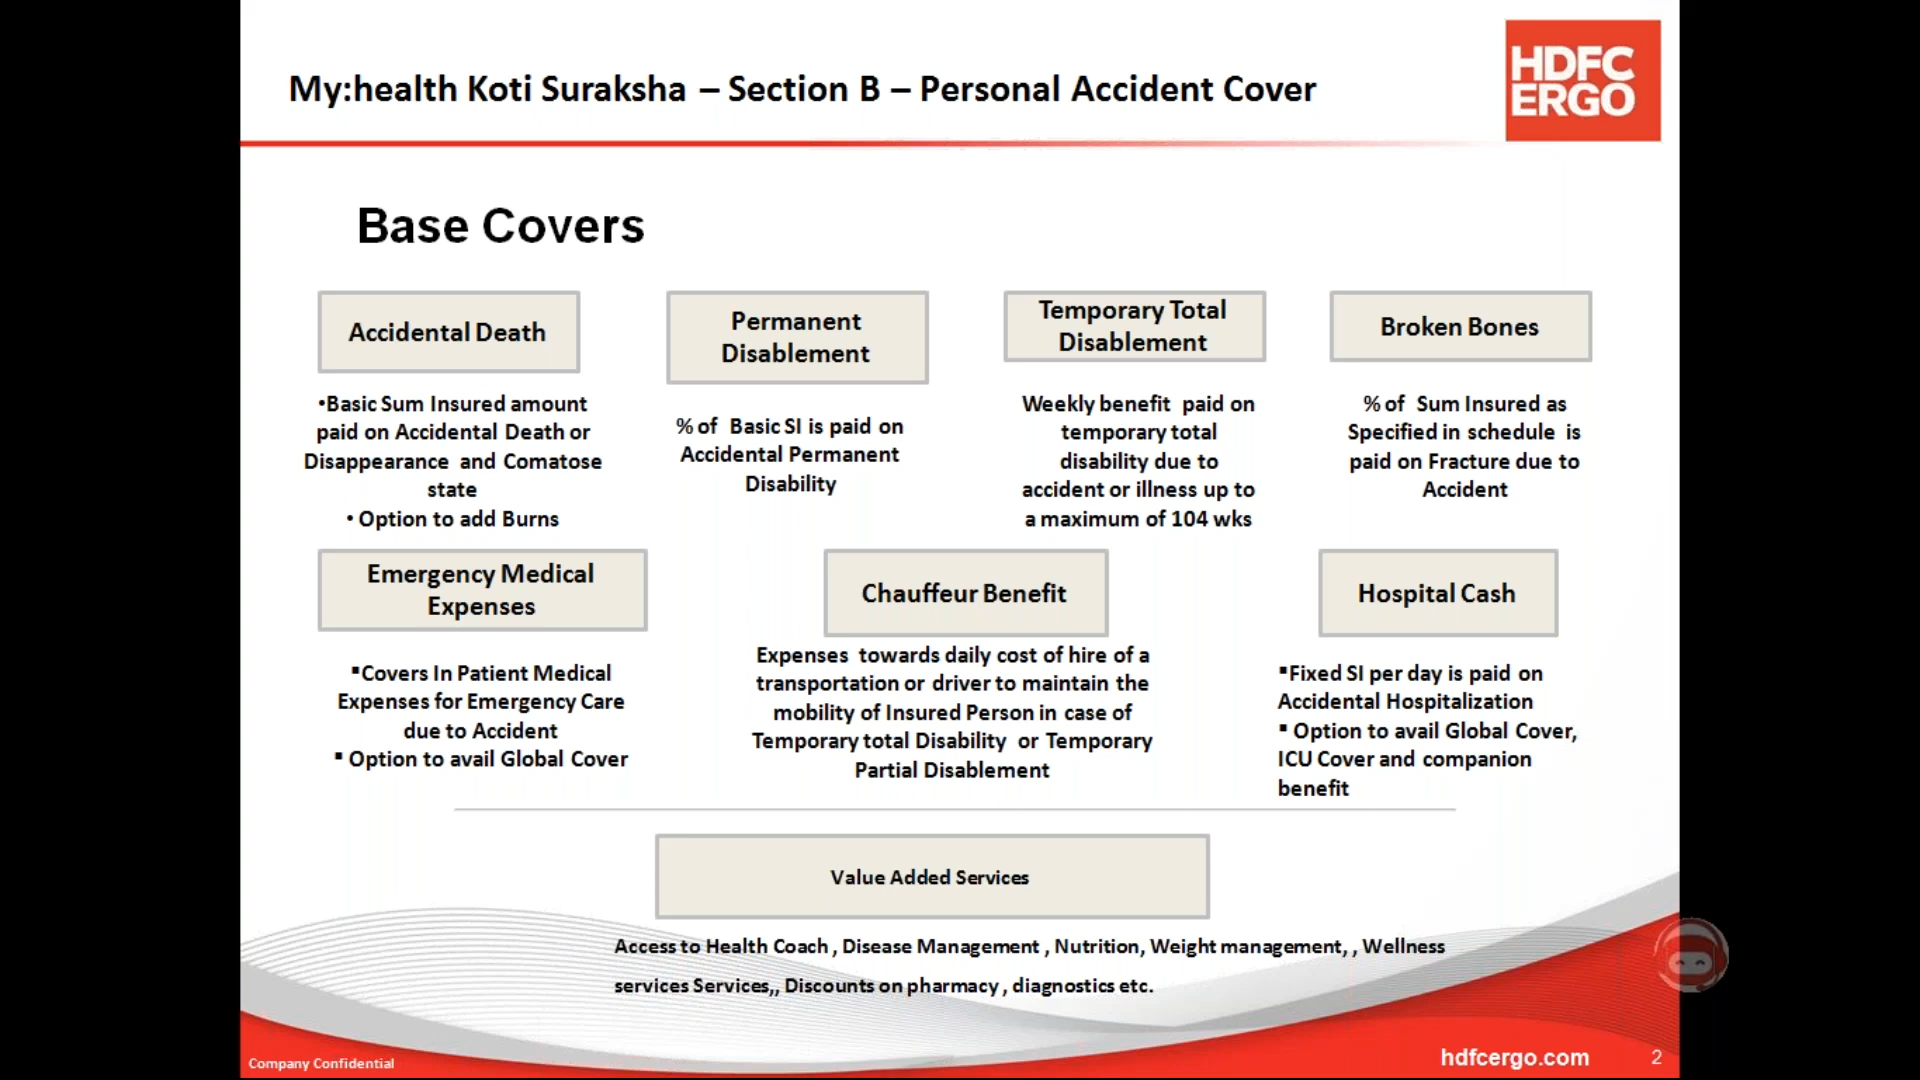 My:health Koti Suraksha – Section B – Personal Accident Cover
HDFC
ERGO
Base Covers
Accidental Death
•Basic Sum Insured amount
paid on Accidental Death or
Disappearance and Comatose
state
• Option to add Burns
Permanent
Disablement
% of Basic SI is paid on
Accidental Permanent
Disability
Temporary Total
Disablement
Weekly benefit paid on
temporary total
disability due to
accident or illness up to
a maximum of 104 wks
Broken Bones
% of Sum Insured as
Specified in schedule is
paid on Fracture due to
Accident
Emergency Medical
Expenses
▪Covers In Patient Medical
Expenses for Emergency Care
due to Accident
▪ Option to avail Global Cover
Chauffeur Benefit
Expenses towards daily cost of hire of a
transportation or driver to maintain the
mobility of Insured Person in case of
Temporary total Disability or Temporary
Partial Disablement
Hospital Cash
▪Fixed SI per day is paid on
Accidental Hospitalization
▪ Option to avail Global Cover,
ICU Cover and companion
benefit
Value Added Services
Access to Health Coach , Disease Management , Nutrition, Weight management, , Wellness
services Services,, Discounts on pharmacy , diagnostics etc.
Company Confidential
hdfcergo.com
2